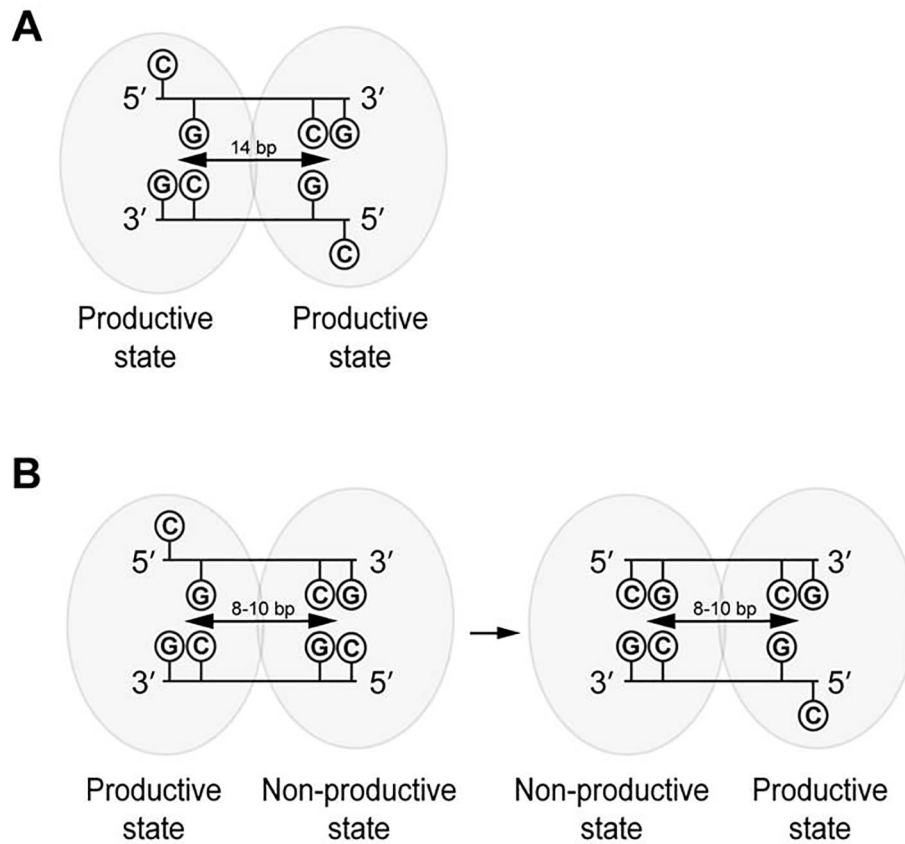 A
C
5′ 3′
G C G
14 bp
G C G
3′ 5′
C
Productive state
Productive state
B
C
5′ 3′
G C G
8-10 bp
G C G C
3′ 5′
Productive state
Non-productive state
5′ 3′
C G C G
8-10 bp
G C G
3′ 5′
C
Non-productive state
Productive state